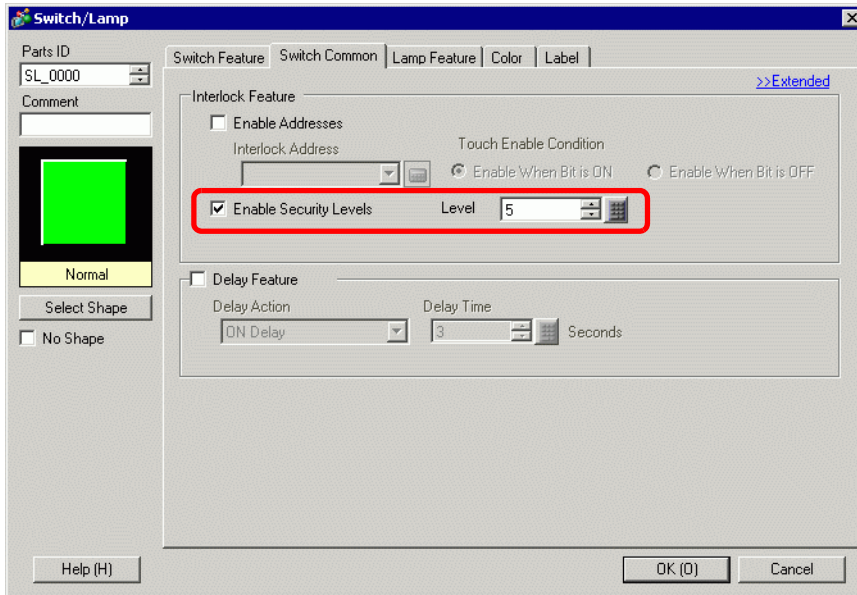 Switch/Lamp
Parts ID
SL_0000
Comment
Normal
Select Shape
No Shape
Switch Feature Switch Common Lamp Feature Color Label
>>Extended
Interlock Feature
Enable Addresses
Interlock Address Touch Enable Condition
Enable When Bit is ON Enable When Bit is OFF
Enable Security Levels Level 5
Delay Feature
Delay Action Delay Time
ON Delay 3 Seconds
Help (H) OK (O) Cancel